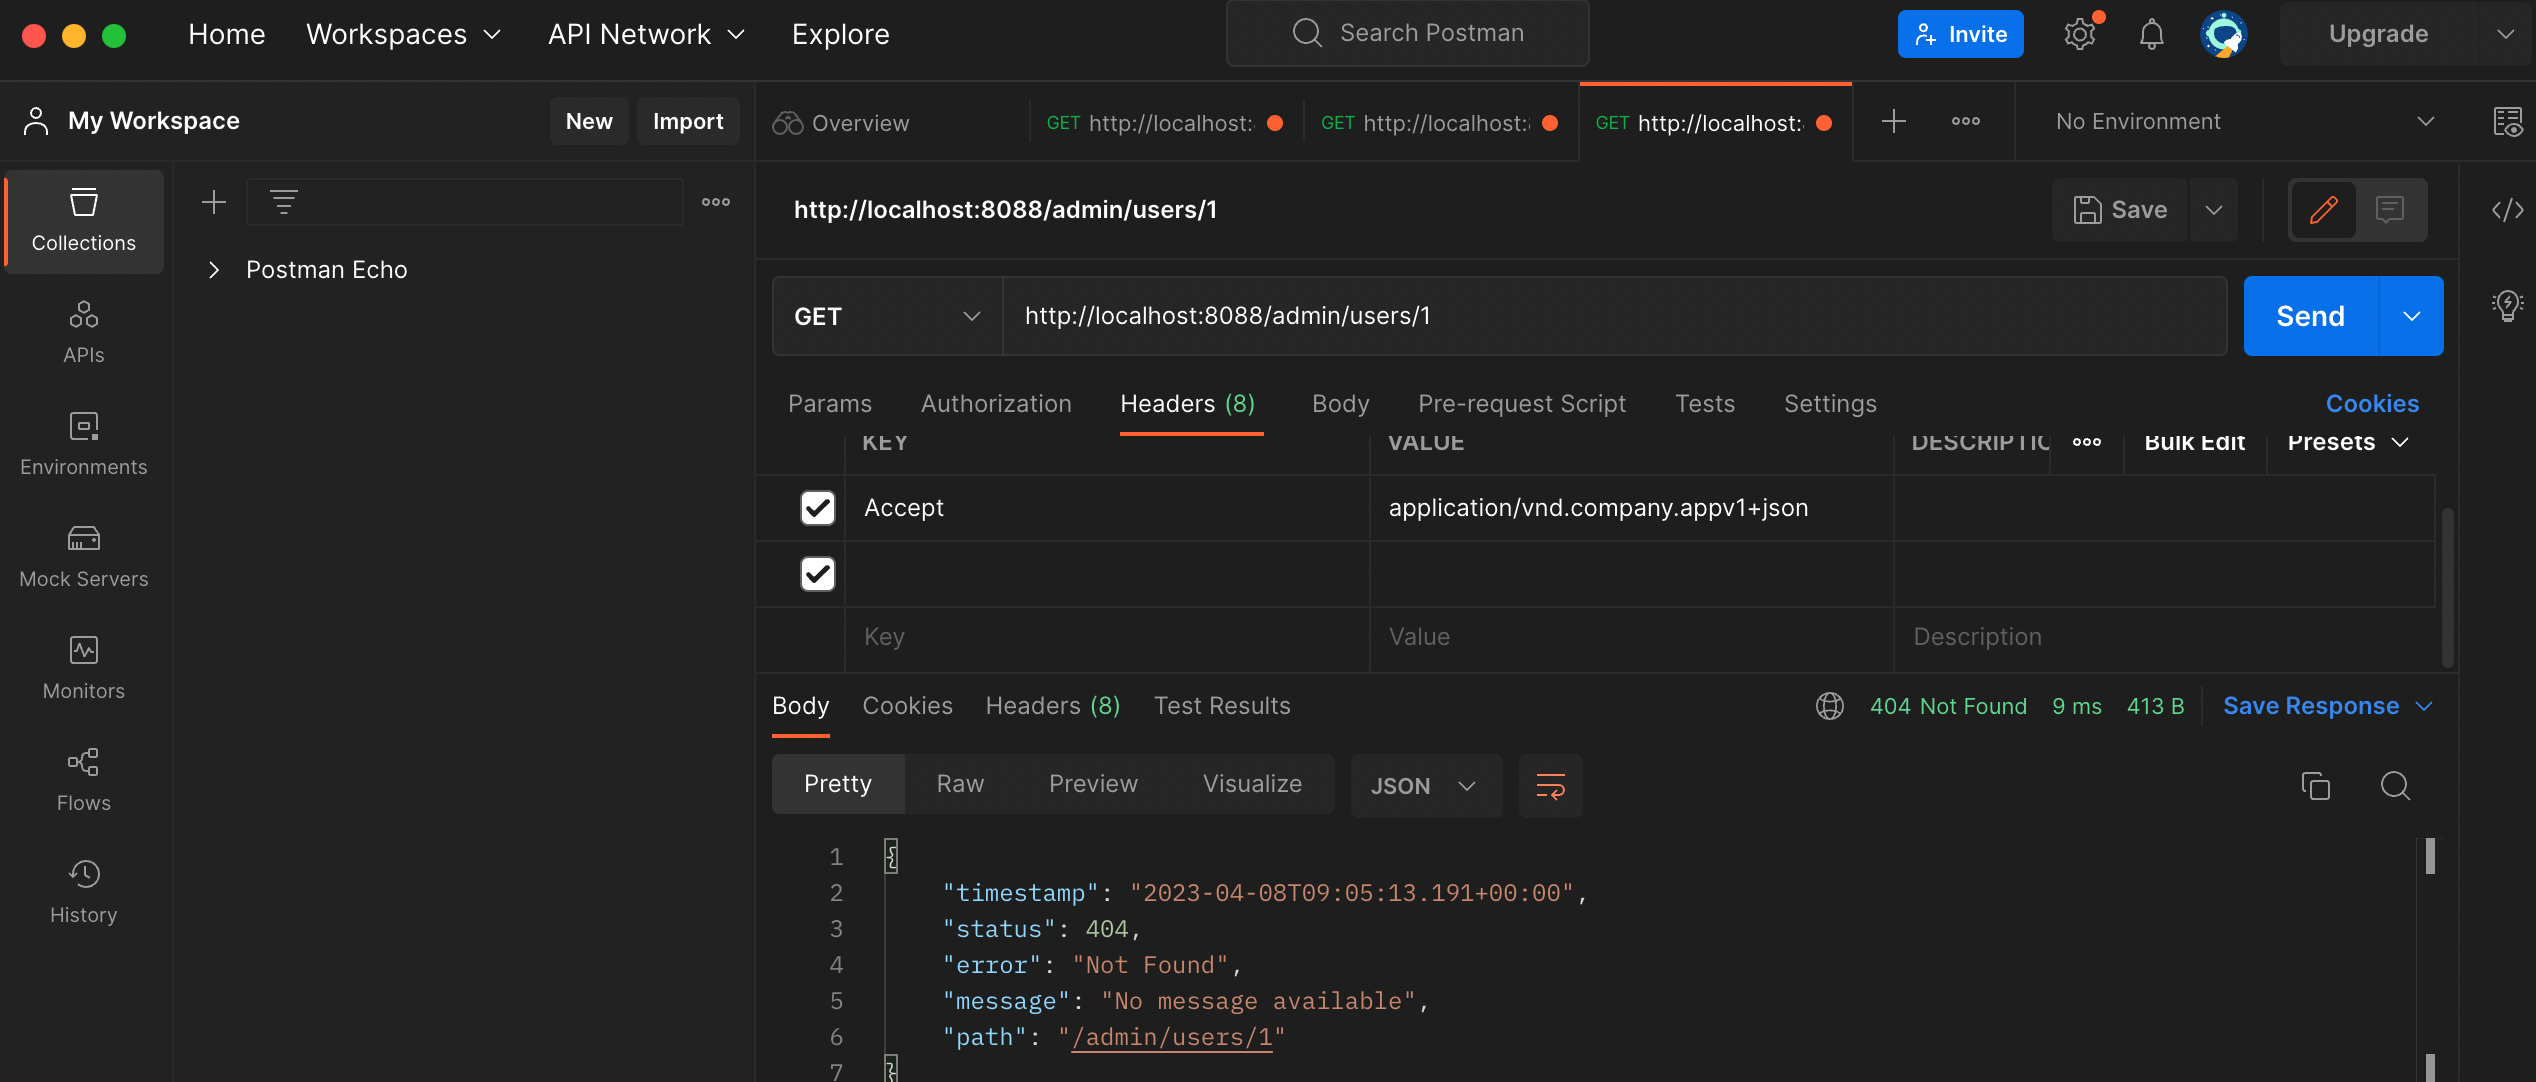 Home Workspaces API Network Explore Search Postman Invite Upgrade
My Workspace New Import Overview GET http://localhost: GET http://localhost: GET http://localhost: No Environment
Collections
APIs
Environments
Mock Servers
Monitors
Flows
History
Postman Echo
http://localhost:8088/admin/users/1 Save
GET http://localhost:8088/admin/users/1 Send
Params Authorization Headers (8) Body Pre-request Script Tests Settings Cookies
KEY VALUE DESCRIPTIO Bulk Edit Presets
Accept application/vnd.company.appv1+json
Key Value Description
Body Cookies Headers (8) Test Results 404 Not Found 9 ms 413 B Save Response
Pretty Raw Preview Visualize JSON
1 {
2 "timestamp": "2023-04-08T09:05:13.191+00:00",
3 "status": 404,
4 "error": "Not Found",
5 "message": "No message available",
6 "path": "/admin/users/1"
7 }